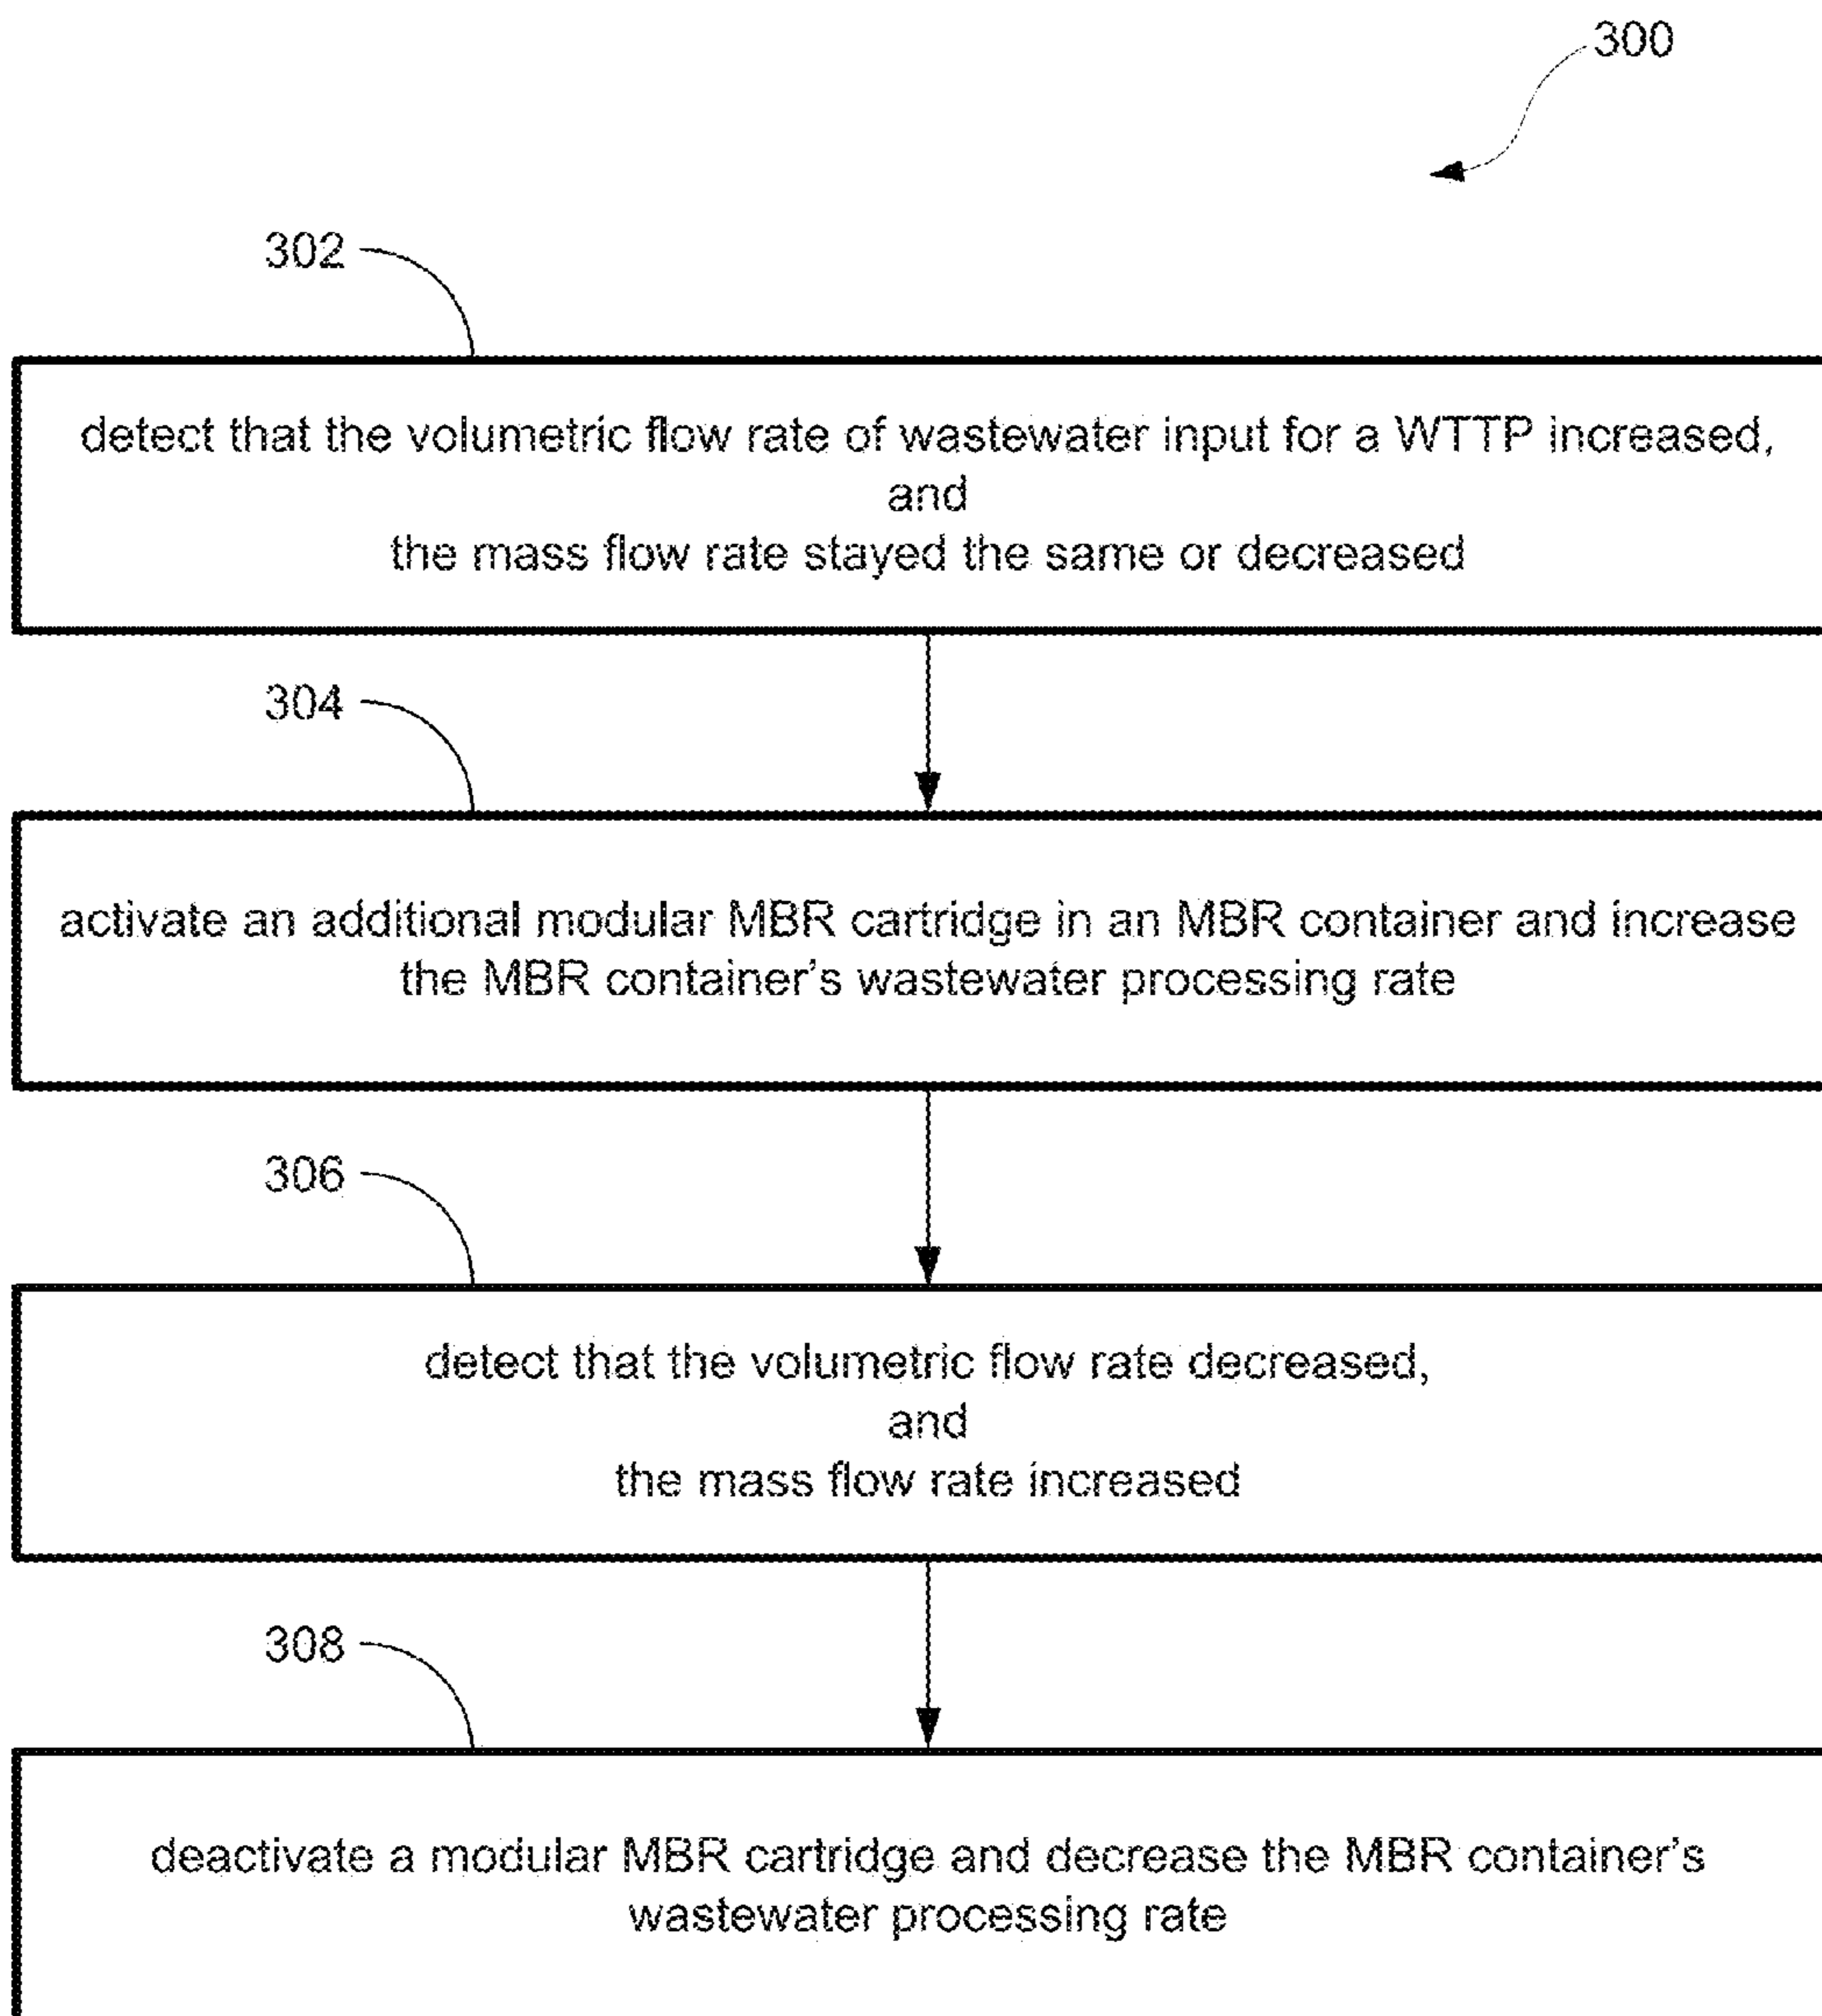 300
302
detect that the volumetric flow rate of wastewater input for a WTTP increased,
and
the mass flow rate stayed the same or decreased
304
activate an additional modular MBR cartridge in an MBR container and increase
the MBR container's wastewater processing rate
306
detect that the volumetric flow rate decreased,
and
the mass flow rate increased
308
deactivate a modular MBR cartridge and decrease the MBR container's
wastewater processing rate